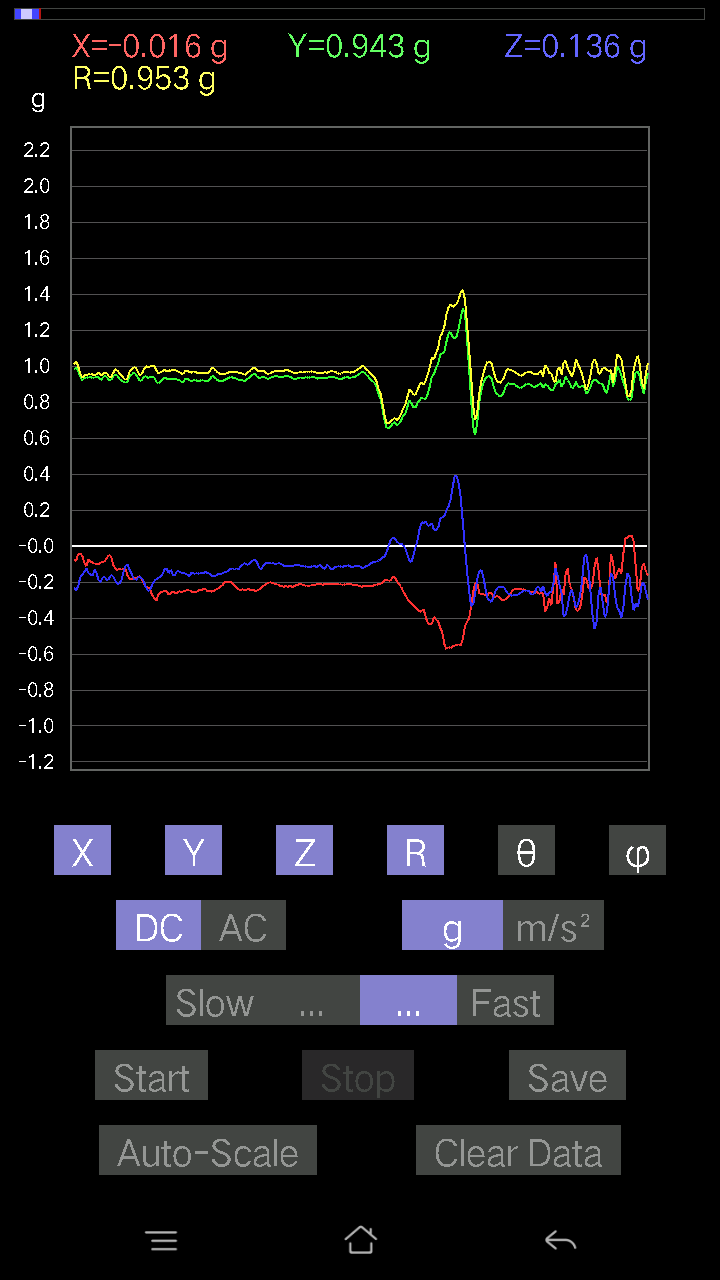 X=-0.016 g Y=0.943 g Z=0.136 g
R=0.953 g
g
2.2
2.0
1.8
1.6
1.4
1.2
1.0
0.8
0.6
0.4
0.2
-0.0
-0.2
-0.4
-0.6
-0.8
-1.0
-1.2
X Y Z R θ φ
DC AC g m/s²
Slow ... ... Fast
Start Stop Save
Auto-Scale Clear Data